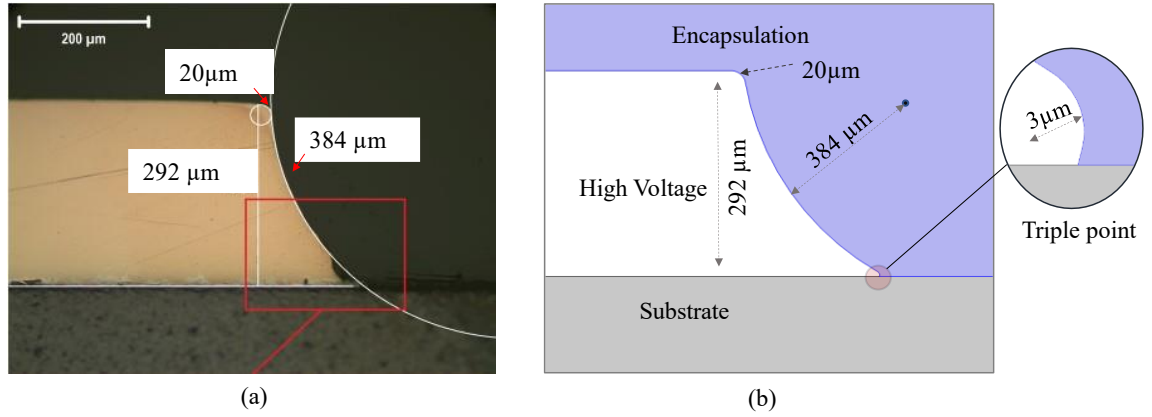 200 µm
20µm
384 µm
292 µm
(a)
Encapsulation
20µm
384 µm
292 µm
High Voltage
Substrate
3µm
Triple point
(b)